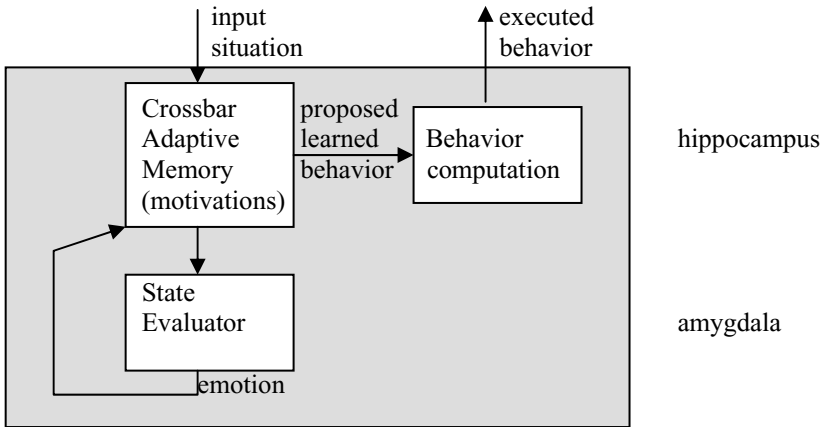 input
situation
executed
behavior
Crossbar
Adaptive
Memory
(motivations)
proposed
learned
behavior
Behavior
computation
hippocampus
State
Evaluator
amygdala
emotion